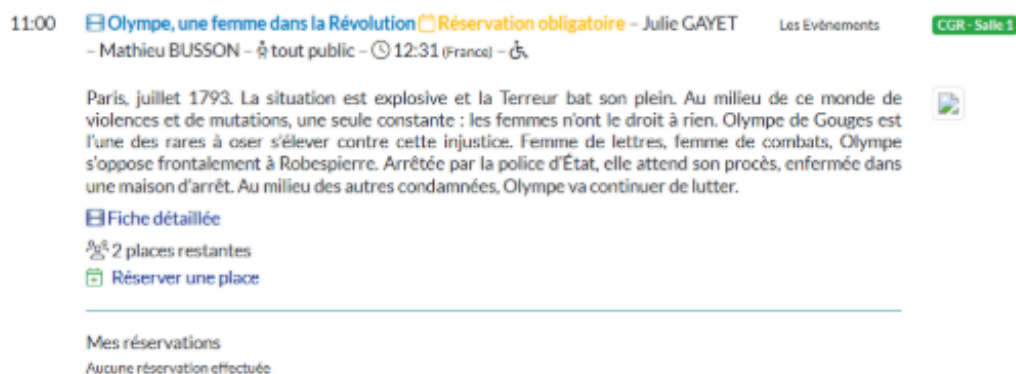 11:00 Olympe, une femme dans la Révolution Réservation obligatoire – Julie GAYET Les Evènements CGR - Salle 1
– Mathieu BUSSON – tout public – 12:31 (France) –
Paris, juillet 1793. La situation est explosive et la Terreur bat son plein. Au milieu de ce monde de
violences et de mutations, une seule constante : les femmes n'ont le droit à rien. Olympe de Gouges est
l'une des rares à oser s'élever contre cette injustice. Femme de lettres, femme de combats, Olympe
s'oppose frontalement à Robespierre. Arrêtée par la police d'État, elle attend son procès, enfermée dans
une maison d'arrêt. Au milieu des autres condamnées, Olympe va continuer de lutter.
Fiche détaillée
2 places restantes
Réserver une place
Mes réservations
Aucune réservation effectuée